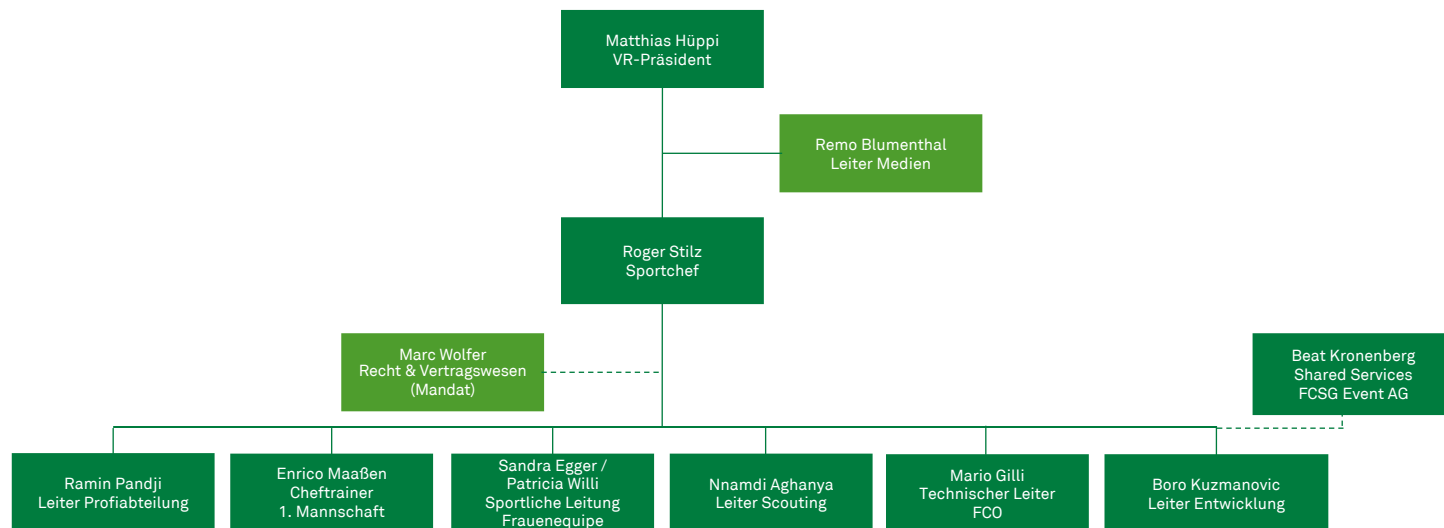 Matthias Hüppi
VR-Präsident
Remo Blumenthal
Leiter Medien
Roger Stilz
Sportchef
Marc Wolfer
Recht & Vertragswesen
(Mandat)
Beat Kronenberg
Shared Services
FCSG Event AG
Ramin Pandji
Leiter Profiabteilung
Enrico Maaßen
Cheftrainer
1. Mannschaft
Sandra Egger /
Patricia Willi
Sportliche Leitung
Frauenequipe
Nnamdi Aghanya
Leiter Scouting
Mario Gilli
Technischer Leiter
FCO
Boro Kuzmanovic
Leiter Entwicklung